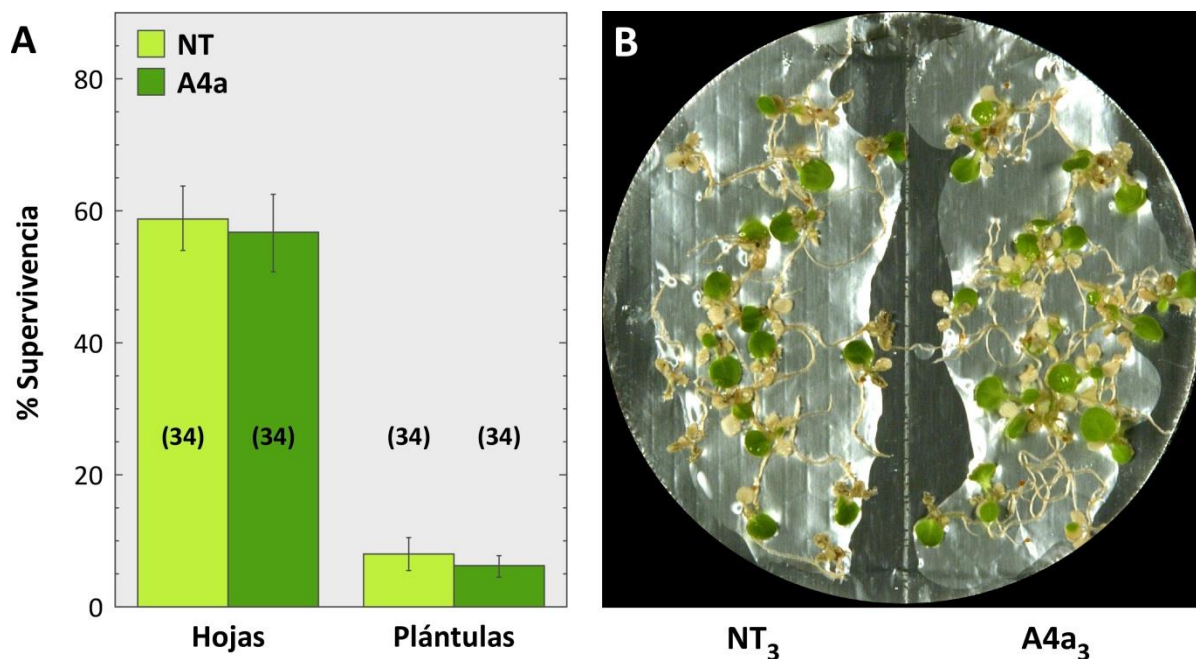 A
NT
A4a
% Supervivencia
80
60
40
20
0
(34)
(34)
(34)
(34)
Hojas
Plántulas
B
NT₃
A4a₃